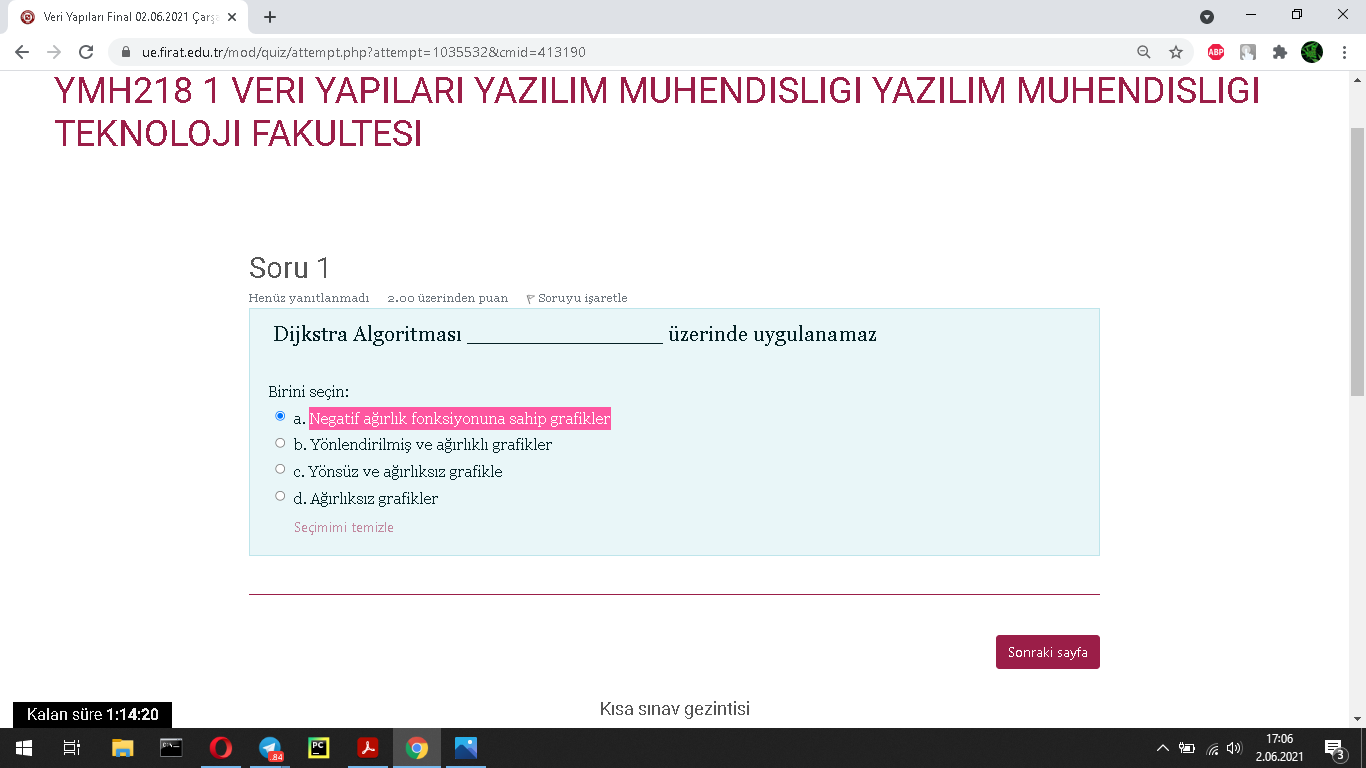 Veri Yapıları Final 02.06.2021 Çarşa
ue.firat.edu.tr/mod/quiz/attempt.php?attempt=1035532&cmid=413190
ABP
YMH218 1 VERI YAPILARI YAZILIM MUHENDISLIGI YAZILIM MUHENDISLIGI
TEKNOLOJI FAKULTESI
Soru 1
Henüz yanıtlanmadı 2.00 üzerinden puan Soruyu işaretle
Dijkstra Algoritması __________________ üzerinde uygulanamaz
Birini seçin:
a. Negatif ağırlık fonksiyonuna sahip grafikler
b. Yönlendirilmiş ve ağırlıklı grafikler
c. Yönsüz ve ağırlıksız grafikle
d. Ağırlıksız grafikler
Seçimimi temizle
Sonraki sayfa
Kısa sınav gezintisi
Kalan süre 1:14:20
.84
PC
17:06
2.06.2021
3